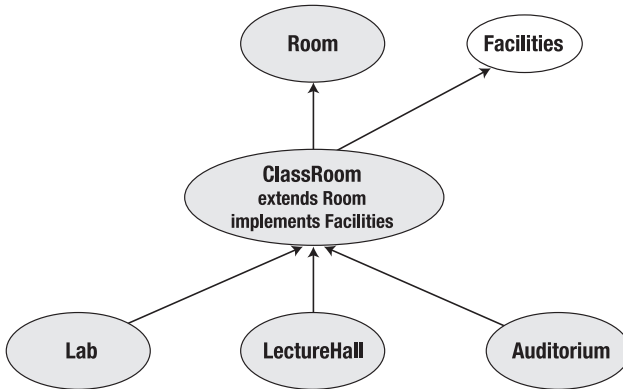 Room
Facilities
ClassRoom
extends Room
implements Facilities
Lab
LectureHall
Auditorium